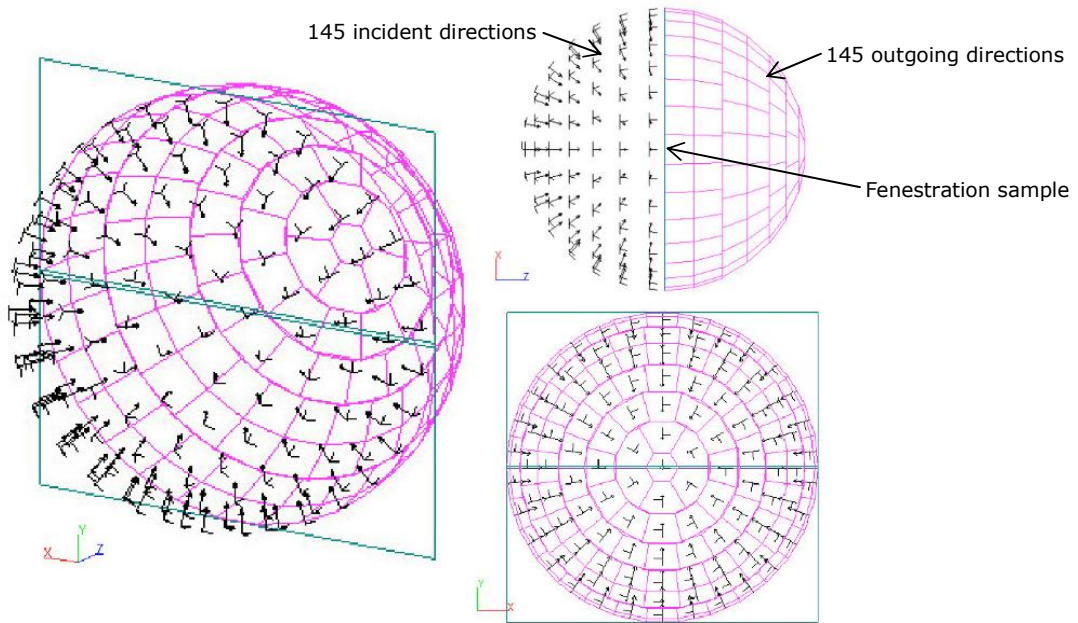 145 incident directions
145 outgoing directions
Fenestration sample
X
Z
Y
X
Z
Y
X